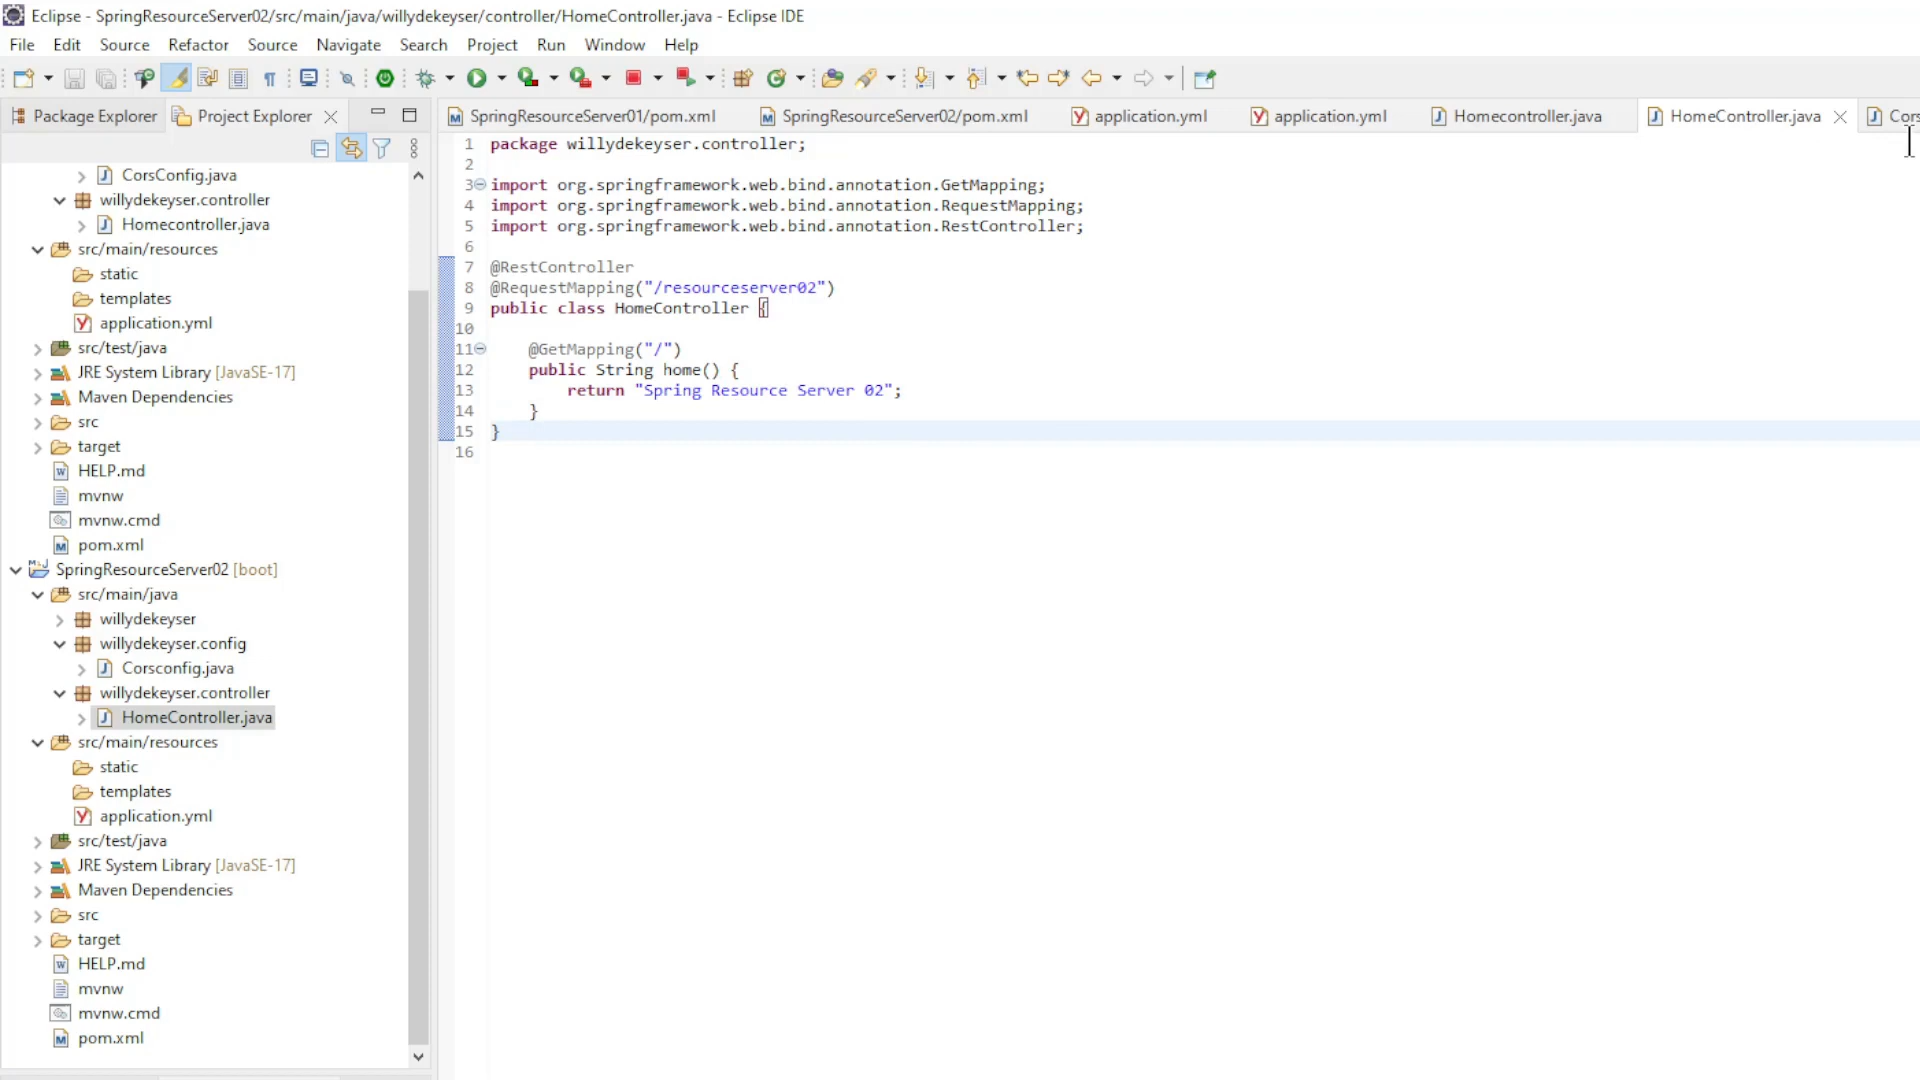 Eclipse - SpringResourceServer02/src/main/java/willydekeyser/controller/HomeController.java - Eclipse IDE
File Edit Source Refactor Source Navigate Search Project Run Window Help
Package Explorer Project Explorer
SpringResourceServer01/pom.xml SpringResourceServer02/pom.xml application.yml application.yml Homecontroller.java HomeController.java Cors
CorsConfig.java
willydekeyser.controller
Homecontroller.java
src/main/resources
static
templates
application.yml
src/test/java
JRE System Library [JavaSE-17]
Maven Dependencies
src
target
HELP.md
mvnw
mvnw.cmd
pom.xml
SpringResourceServer02 [boot]
src/main/java
willydekeyser
willydekeyser.config
Corsconfig.java
willydekeyser.controller
HomeController.java
src/main/resources
static
templates
application.yml
src/test/java
JRE System Library [JavaSE-17]
Maven Dependencies
src
target
HELP.md
mvnw
mvnw.cmd
pom.xml
1 package willydekeyser.controller;
2
3 import org.springframework.web.bind.annotation.GetMapping;
4 import org.springframework.web.bind.annotation.RequestMapping;
5 import org.springframework.web.bind.annotation.RestController;
6
7 @RestController
8 @RequestMapping("/resourceserver02")
9 public class HomeController {
10
11 @GetMapping("/")
12 public String home() {
13 return "Spring Resource Server 02";
14 }
15 }
16